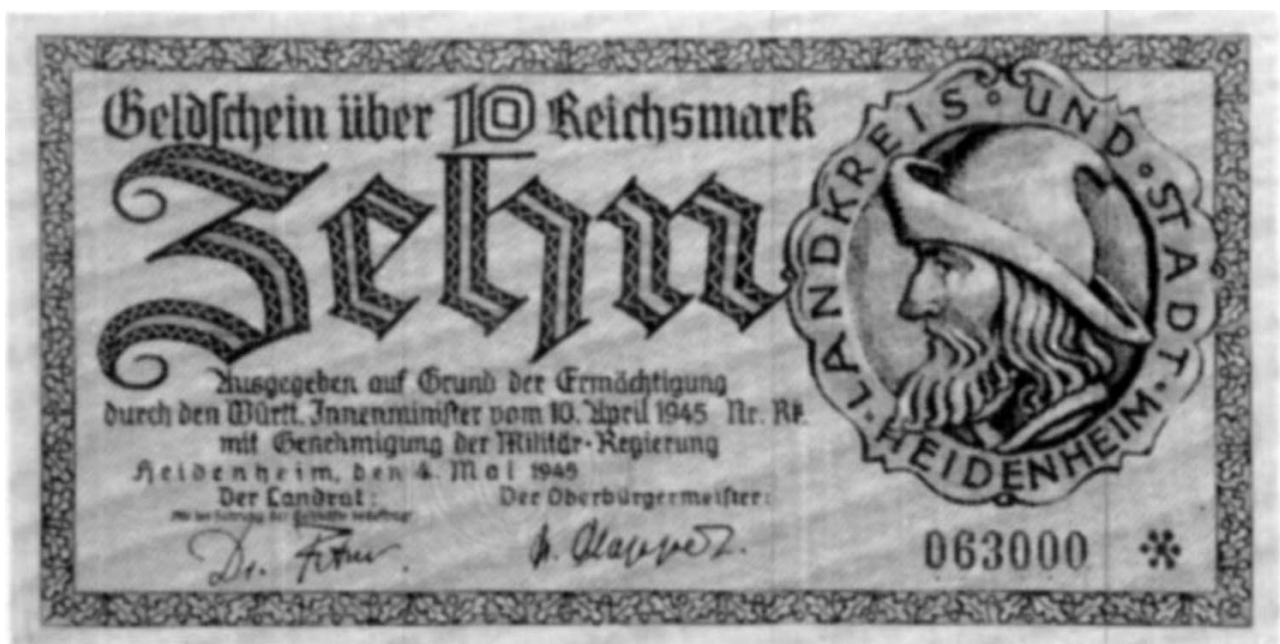 Geldschein über 10 Reichsmark
Zehn
Ausgegeben auf Grund der Ermächtigung
durch den Württ. Innenminister vom 10. April 1945 Nr. Rk.
mit Genehmigung der Militär-Regierung
Heidenheim, den 4. Mai 1945
Der Landrat: Der Oberbürgermeister:
Dr.
LANDKREIS UND STADT
HEIDENHEIM
063000 *